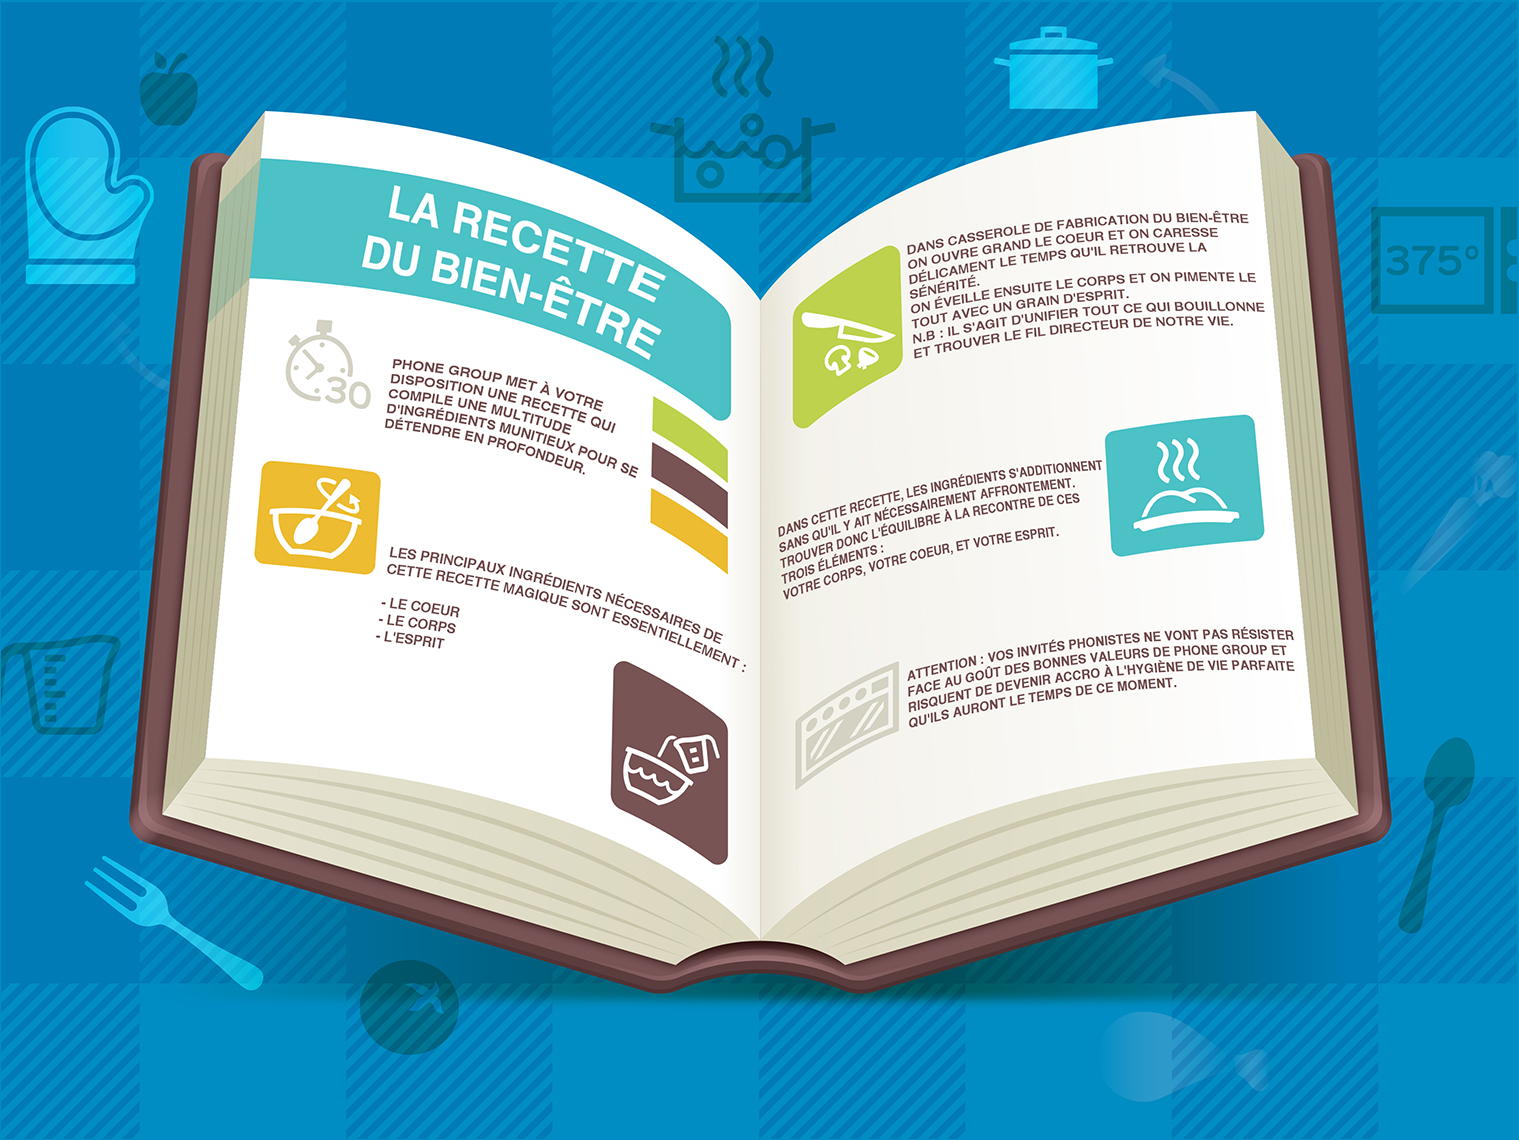 LA RECETTE
DU BIEN-ÊTRE
30
PHONE GROUP MET À VOTRE
DISPOSITION UNE RECETTE QUI
COMPILE UNE MULTITUDE
D'INGRÉDIENTS MUNITIEUX POUR SE
DÉTENDRE EN PROFONDEUR.
LES PRINCIPAUX INGRÉDIENTS NÉCESSAIRES DE
CETTE RECETTE MAGIQUE SONT ESSENTIELLEMENT :
- LE COEUR
- LE CORPS
- L'ESPRIT
DANS CASSEROLE DE FABRICATION DU BIEN-ÊTRE
ON OUVRE GRAND LE COEUR ET ON CARESSE
DÉLICAMENT LE TEMPS QU'IL RETROUVE LA
SÉNÉRITÉ.
ON ÉVEILLE ENSUITE LE CORPS ET ON PIMENTE LE
TOUT AVEC UN GRAIN D'ESPRIT.
N.B : IL S'AGIT D'UNIFIER TOUT CE QUI BOUILLONNE
ET TROUVER LE FIL DIRECTEUR DE NOTRE VIE.
DANS CETTE RECETTE, LES INGRÉDIENTS S'ADDITIONNENT
SANS QU'IL Y AIT NÉCESSAIREMENT AFFRONTEMENT.
TROUVER DONC L'ÉQUILIBRE À LA RECONTRE DE CES
TROIS ÉLÉMENTS :
VOTRE CORPS, VOTRE COEUR, ET VOTRE ESPRIT.
ATTENTION : VOS INVITÉS PHONISTES NE VONT PAS RÉSISTER
FACE AU GOÛT DES BONNES VALEURS DE PHONE GROUP ET
RISQUENT DE DEVENIR ACCRO À L'HYGIÈNE DE VIE PARFAITE
QU'ILS AURONT LE TEMPS DE CE MOMENT.
375°